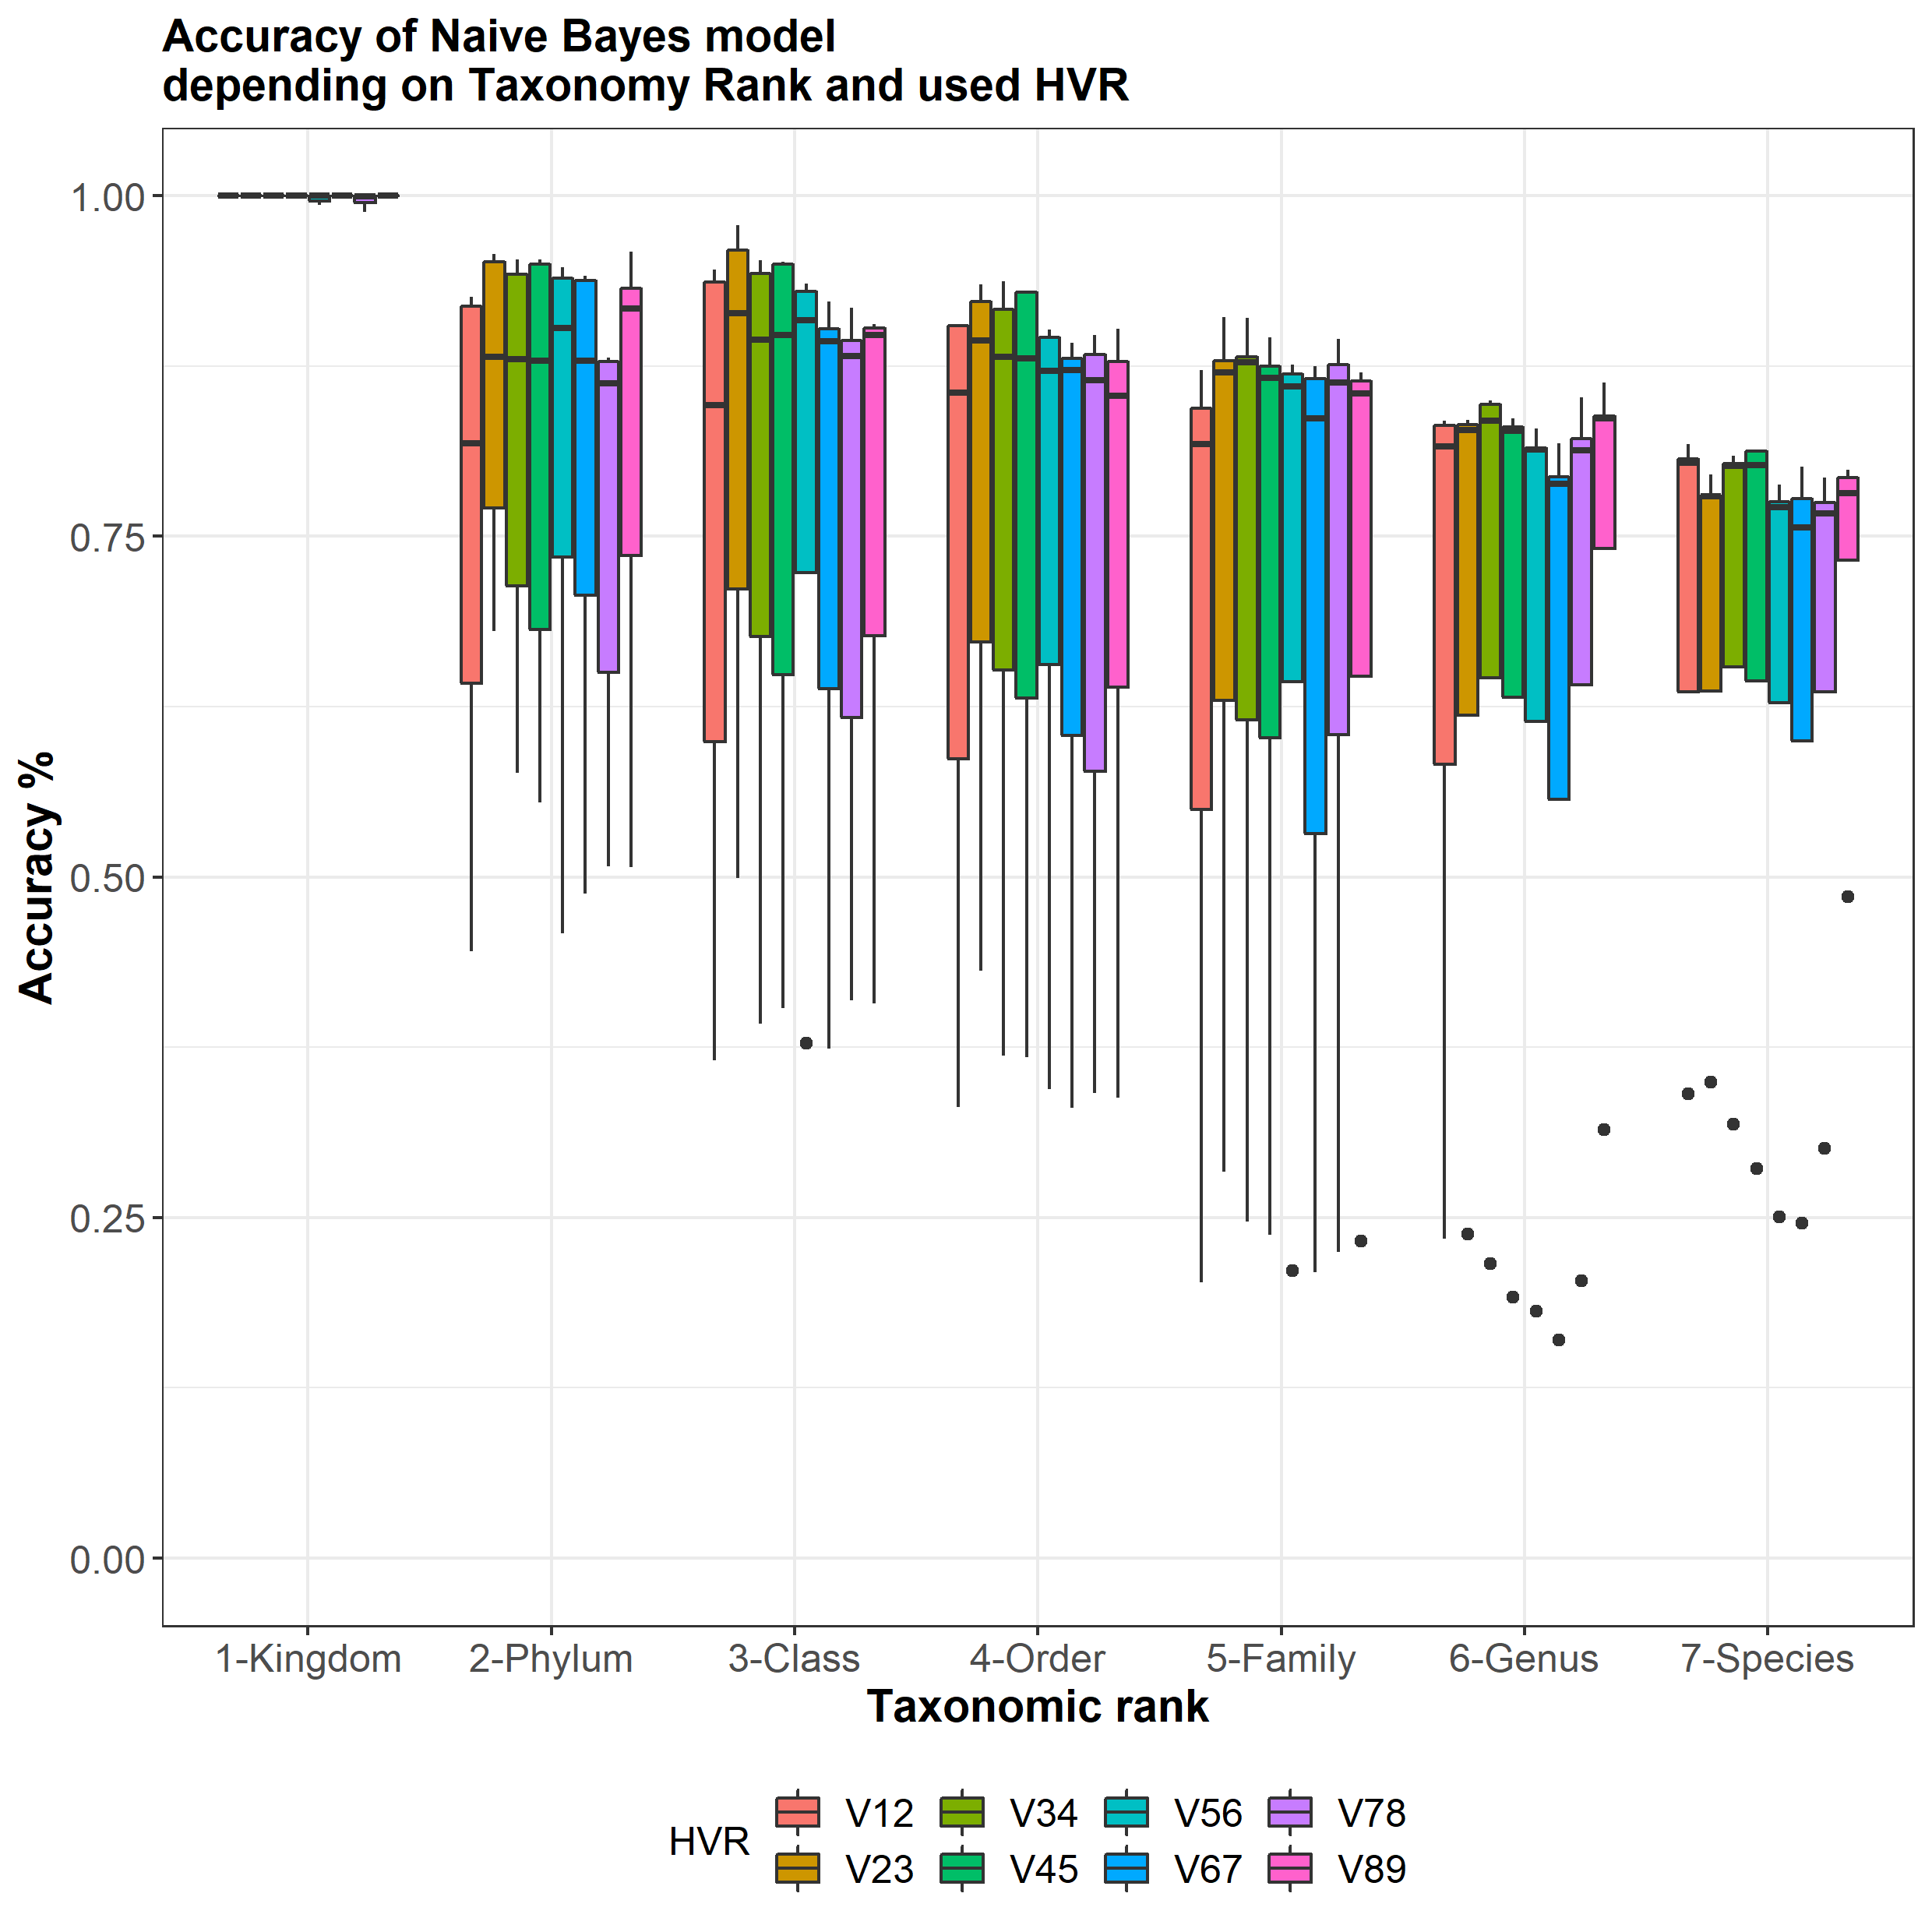 Accuracy of Naive Bayes model
depending on Taxonomy Rank and used HVR
Accuracy %
1.00
0.75
0.50
0.25
0.00
1-Kingdom 2-Phylum 3-Class 4-Order 5-Family 6-Genus 7-Species
Taxonomic rank
HVR
V12 V34 V56 V78
V23 V45 V67 V89